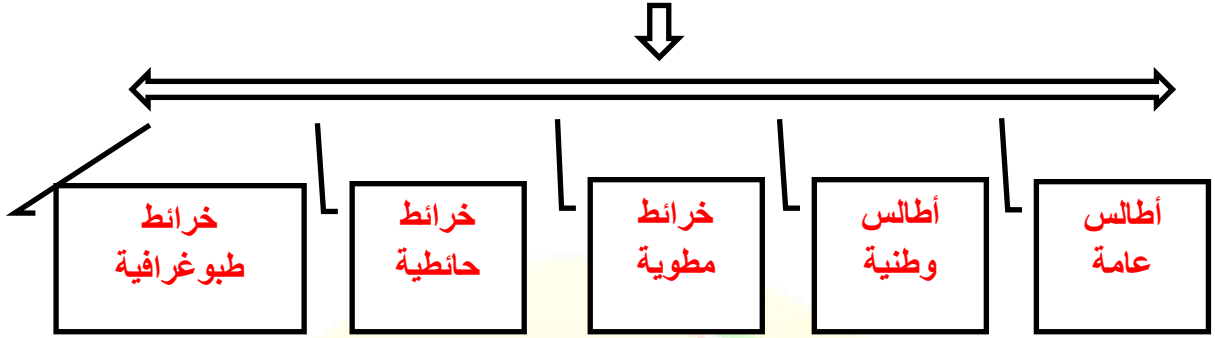 أطالس
عامة
أطالس
وطنية
خرائط
مطوية
خرائط
حائطية
خرائط
طبوغرافية